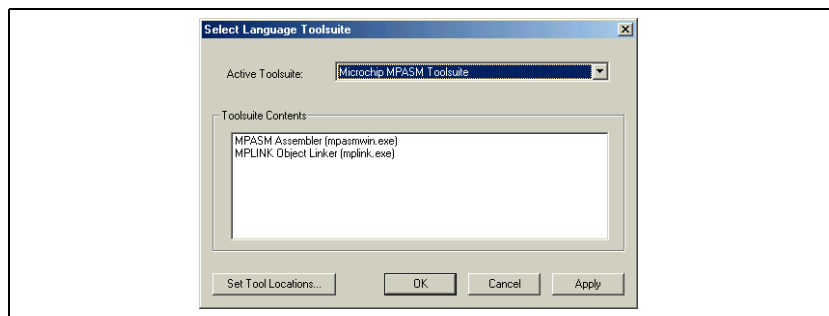 Select Language Toolsuite
Active Toolsuite: Microchip MPASM Toolsuite
Toolsuite Contents
MPASM Assembler (mpasmwin.exe)
MPLINK Object Linker (mplink.exe)
Set Tool Locations... OK Cancel Apply